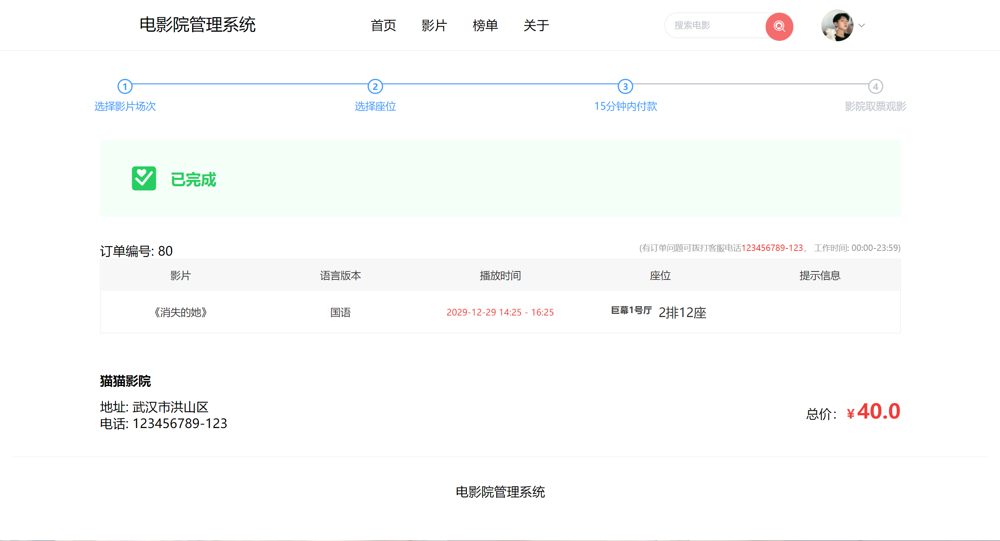 电影院管理系统 首页 影片 榜单 关于 搜索电影
1 2 3 4
选择影片场次 选择座位 15分钟内付款 影院取票观影
已完成
订单编号: 80 (有订单问题可拨打客服电话123456789-123, 工作时间: 00:00-23:59)
影片 语言版本 播放时间 座位 提示信息
《消失的她》 国语 2029-12-29 14:25 - 16:25 巨幕1号厅 2排12座
猫猫影院
地址: 武汉市洪山区
电话: 123456789-123
总价：¥40.0
电影院管理系统